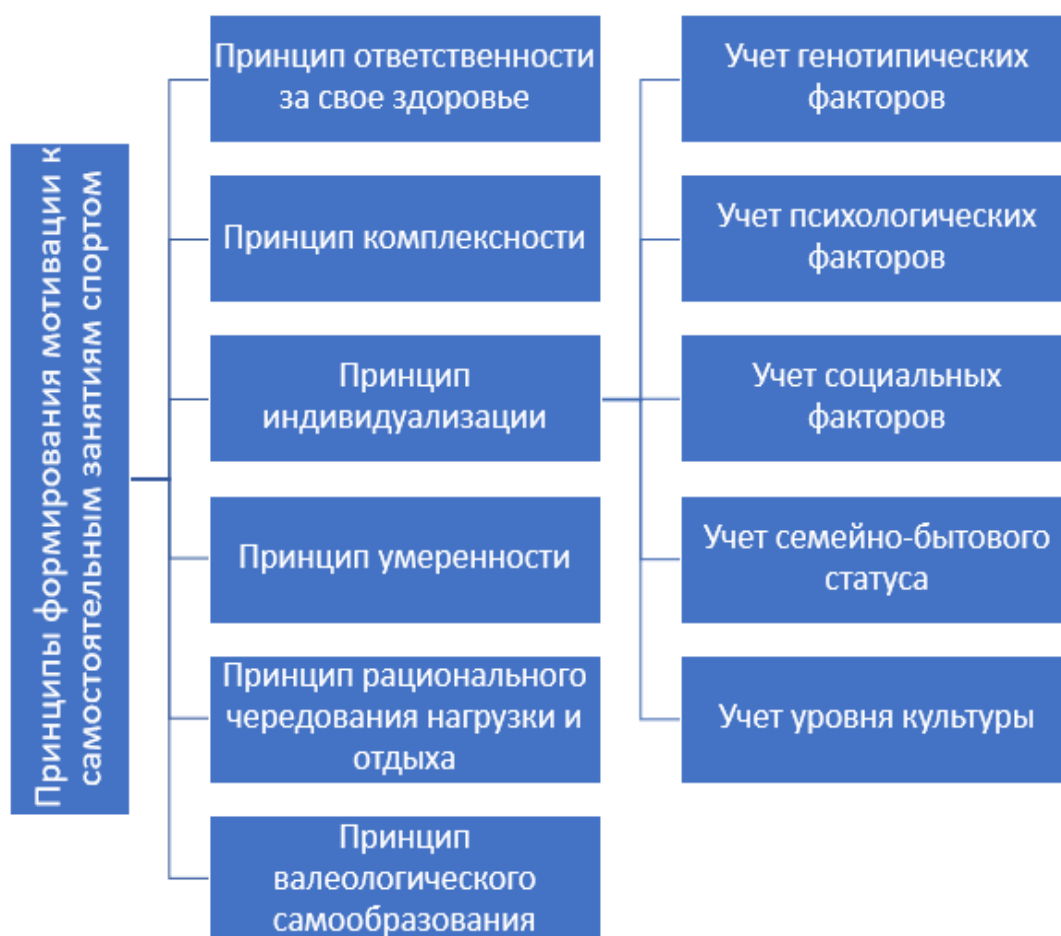 Принципы формирования мотивации к
самостоятельным занятиям спортом
Принцип ответственности
за свое здоровье
Принцип комплексности
Принцип
индивидуализации
Принцип умеренности
Принцип рационального
чередования нагрузки и
отдыха
Принцип
валеологического
самообразования
Учет генотипических
факторов
Учет психологических
факторов
Учет социальных
факторов
Учет семейно-бытового
статуса
Учет уровня культуры